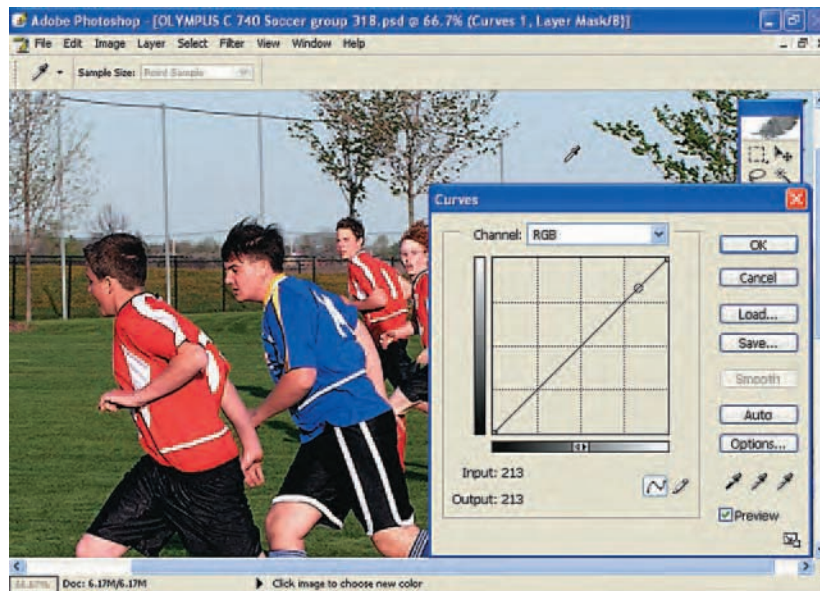 Adobe Photoshop - [OLYMPUS C 740 Soccer group 318.psd @ 66.7% (Curves 1, Layer Mask/8)]
File Edit Image Layer Select Filter View Window Help
Sample Size: Point Sample
Curves
Channel: RGB
OK
Cancel
Load...
Save...
Smooth
Auto
Options...
Input: 213
Output: 213
Preview
Doc: 6.17M/6.17M Click image to choose new color